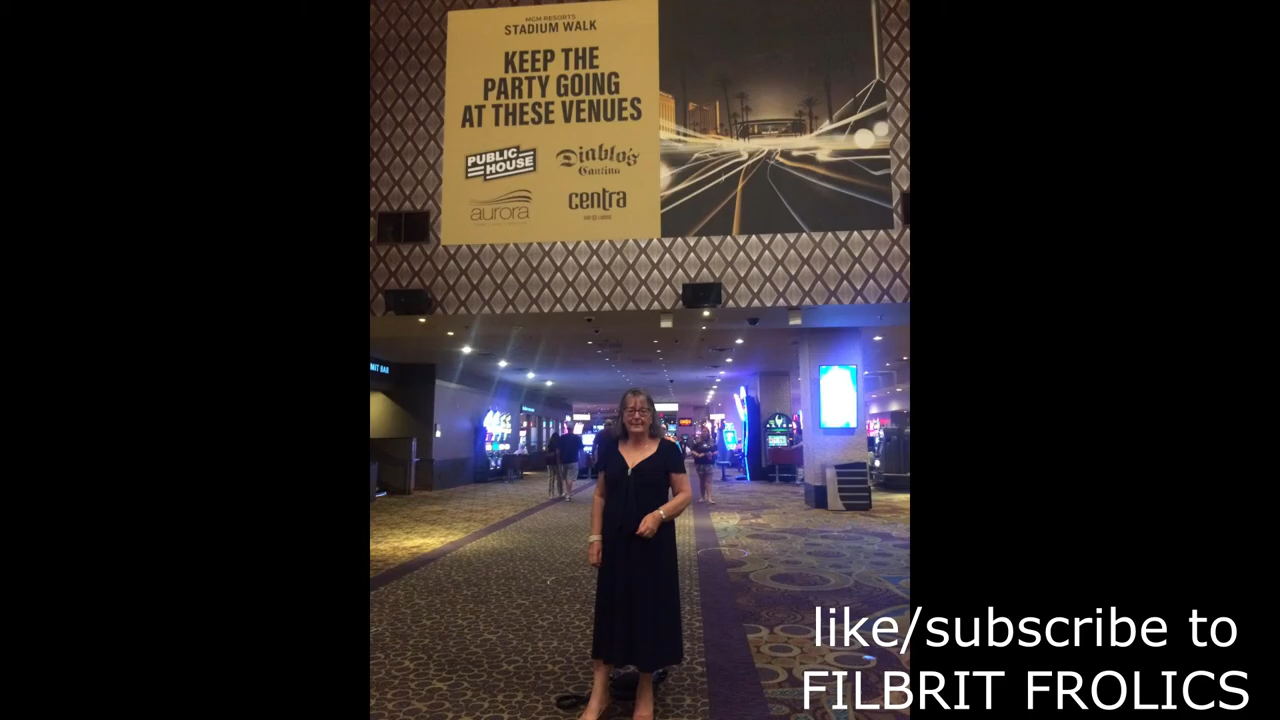 MGM RESORTS
STADIUM WALK
KEEP THE
PARTY GOING
AT THESE VENUES
PUBLIC
HOUSE
Diablo's
Cantina
aurora
centra
like/subscribe to
FILBRIT FROLICS